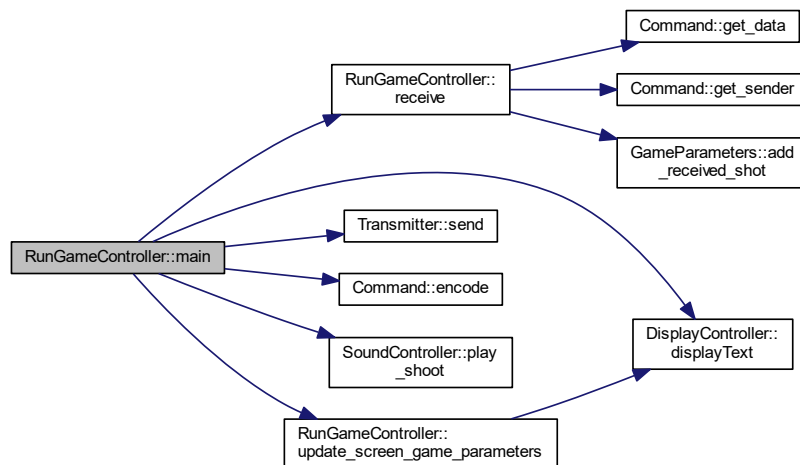 Command::get_data
RunGameController::
receive
Command::get_sender
GameParameters::add
_received_shot
Transmitter::send
RunGameController::main
Command::encode
DisplayController::
displayText
SoundController::play
_shoot
RunGameController::
update_screen_game_parameters